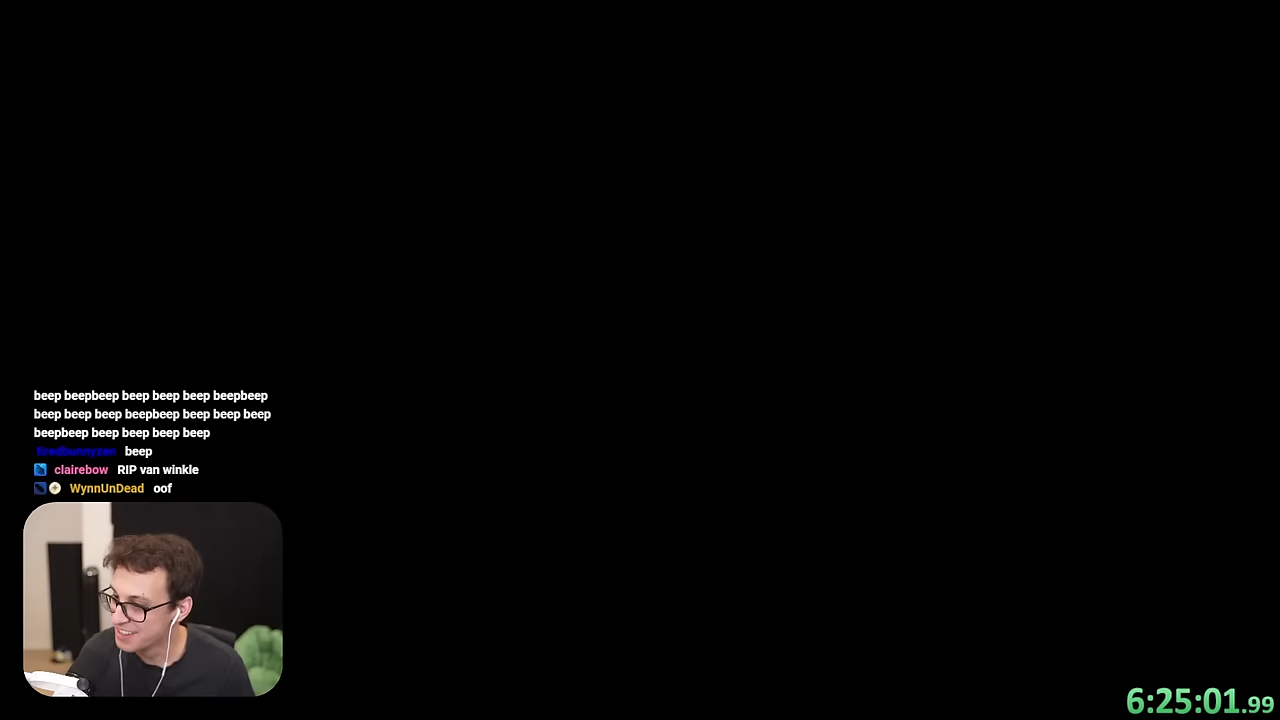 beep beepbeep beep beep beep beepbeep
beep beep beep beepbeep beep beep beep
beepbeep beep beep beep beep
beep
clairebow RIP van winkle
WynnUnDead oof
6:25:01.99